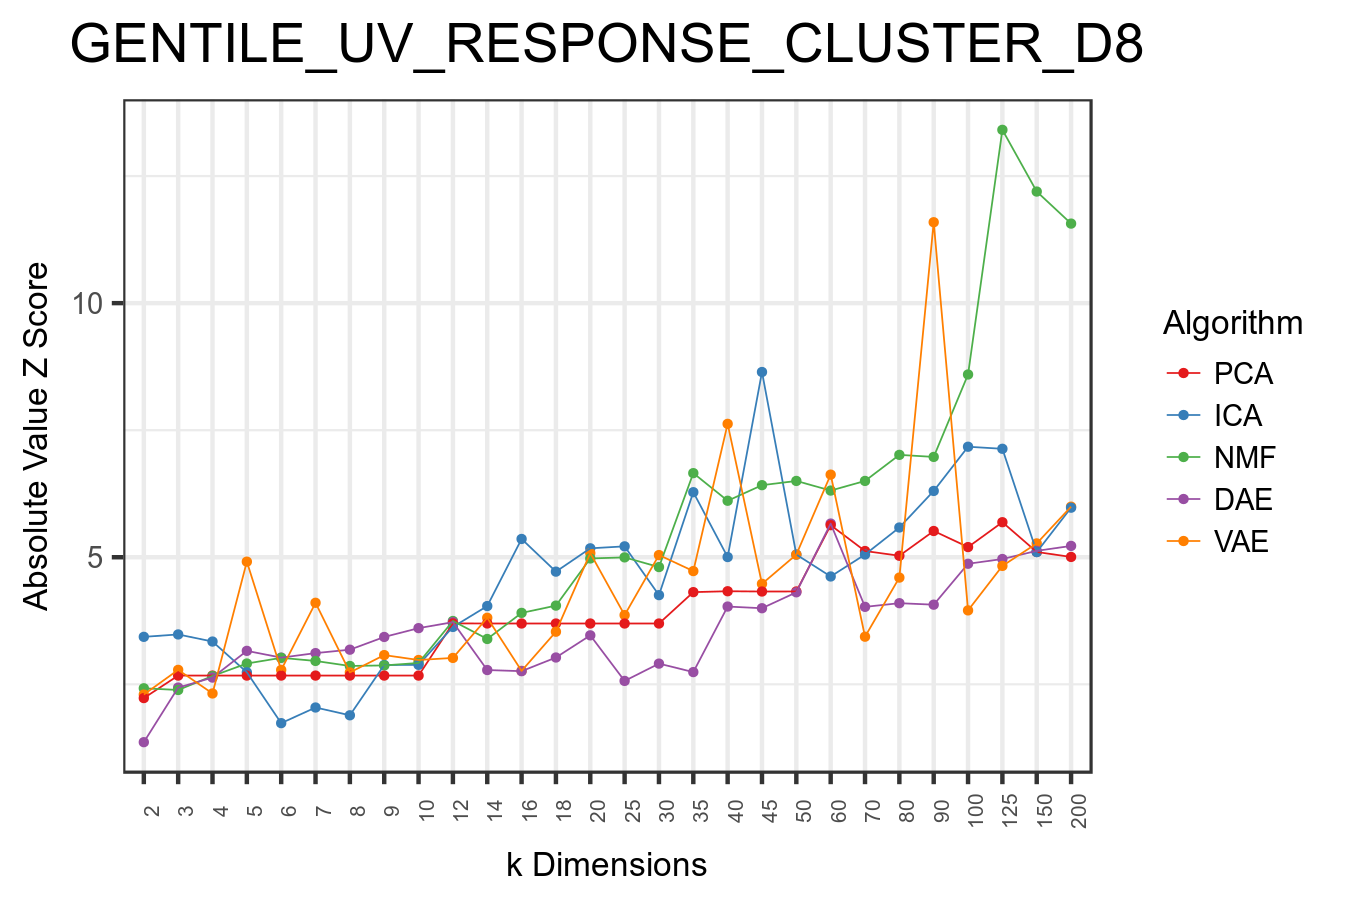 GENTILE_UV_RESPONSE_CLUSTER_D8
Absolute Value Z Score
10
5
2 3 4 5 6 7 8 9 10 12 14 16 18 20 25 30 35 40 45 50 60 70 80 90 100 125 150 200
k Dimensions
Algorithm
PCA
ICA
NMF
DAE
VAE